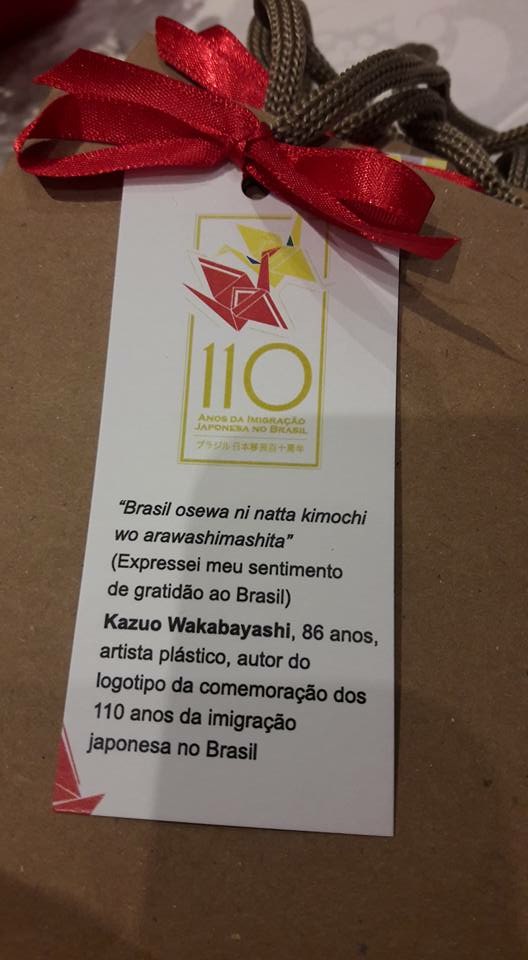 110
ANOS DA IMIGRAÇÃO
JAPONESA NO BRASIL
ブラジル日本移民百十周年
“Brasil osewa ni natta kimochi
wo arawashimashita”
(Expressei meu sentimento
de gratidão ao Brasil)
Kazuo Wakabayashi, 86 anos,
artista plástico, autor do
logotipo da comemoração dos
110 anos da imigração
japonesa no Brasil